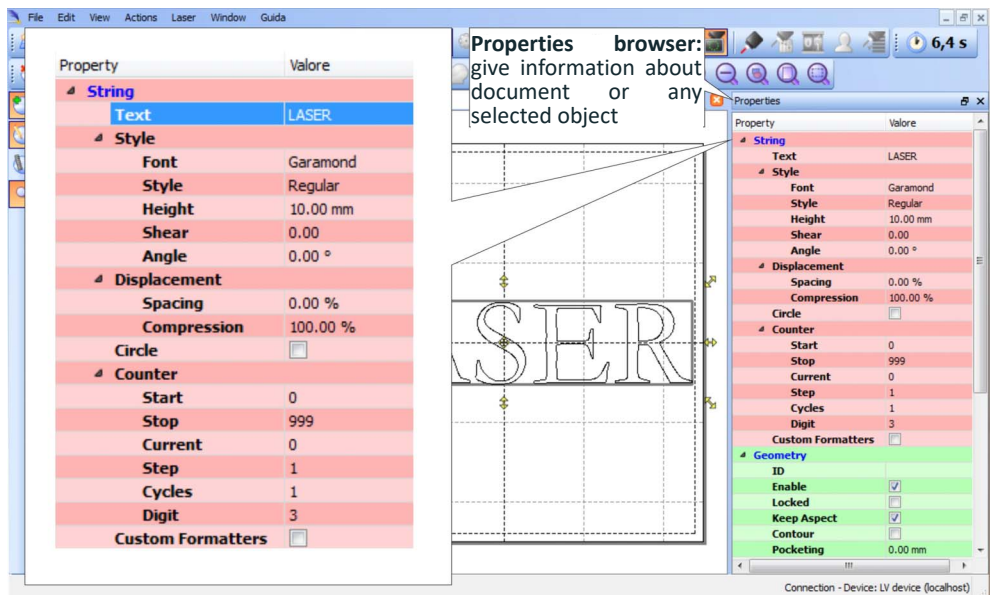 File Edit View Actions Laser Window Guida
6,4 s
Properties browser:
give information about
document or any
selected object
Property Valore
String
Text LASER
Style
Font Garamond
Style Regular
Height 10.00 mm
Shear 0.00
Angle 0.00 °
Displacement
Spacing 0.00 %
Compression 100.00 %
Circle
Counter
Start 0
Stop 999
Current 0
Step 1
Cycles 1
Digit 3
Custom Formatters
ASER
Properties
Property Valore
String
Text LASER
Style
Font Garamond
Style Regular
Height 10.00 mm
Shear 0.00
Angle 0.00 °
Displacement
Spacing 0.00 %
Compression 100.00 %
Circle
Counter
Start 0
Stop 999
Current 0
Step 1
Cycles 1
Digit 3
Custom Formatters
Geometry
ID
Enable
Locked
Keep Aspect
Contour
Pocketing 0.00 mm
Connection - Device: LV device (localhost)